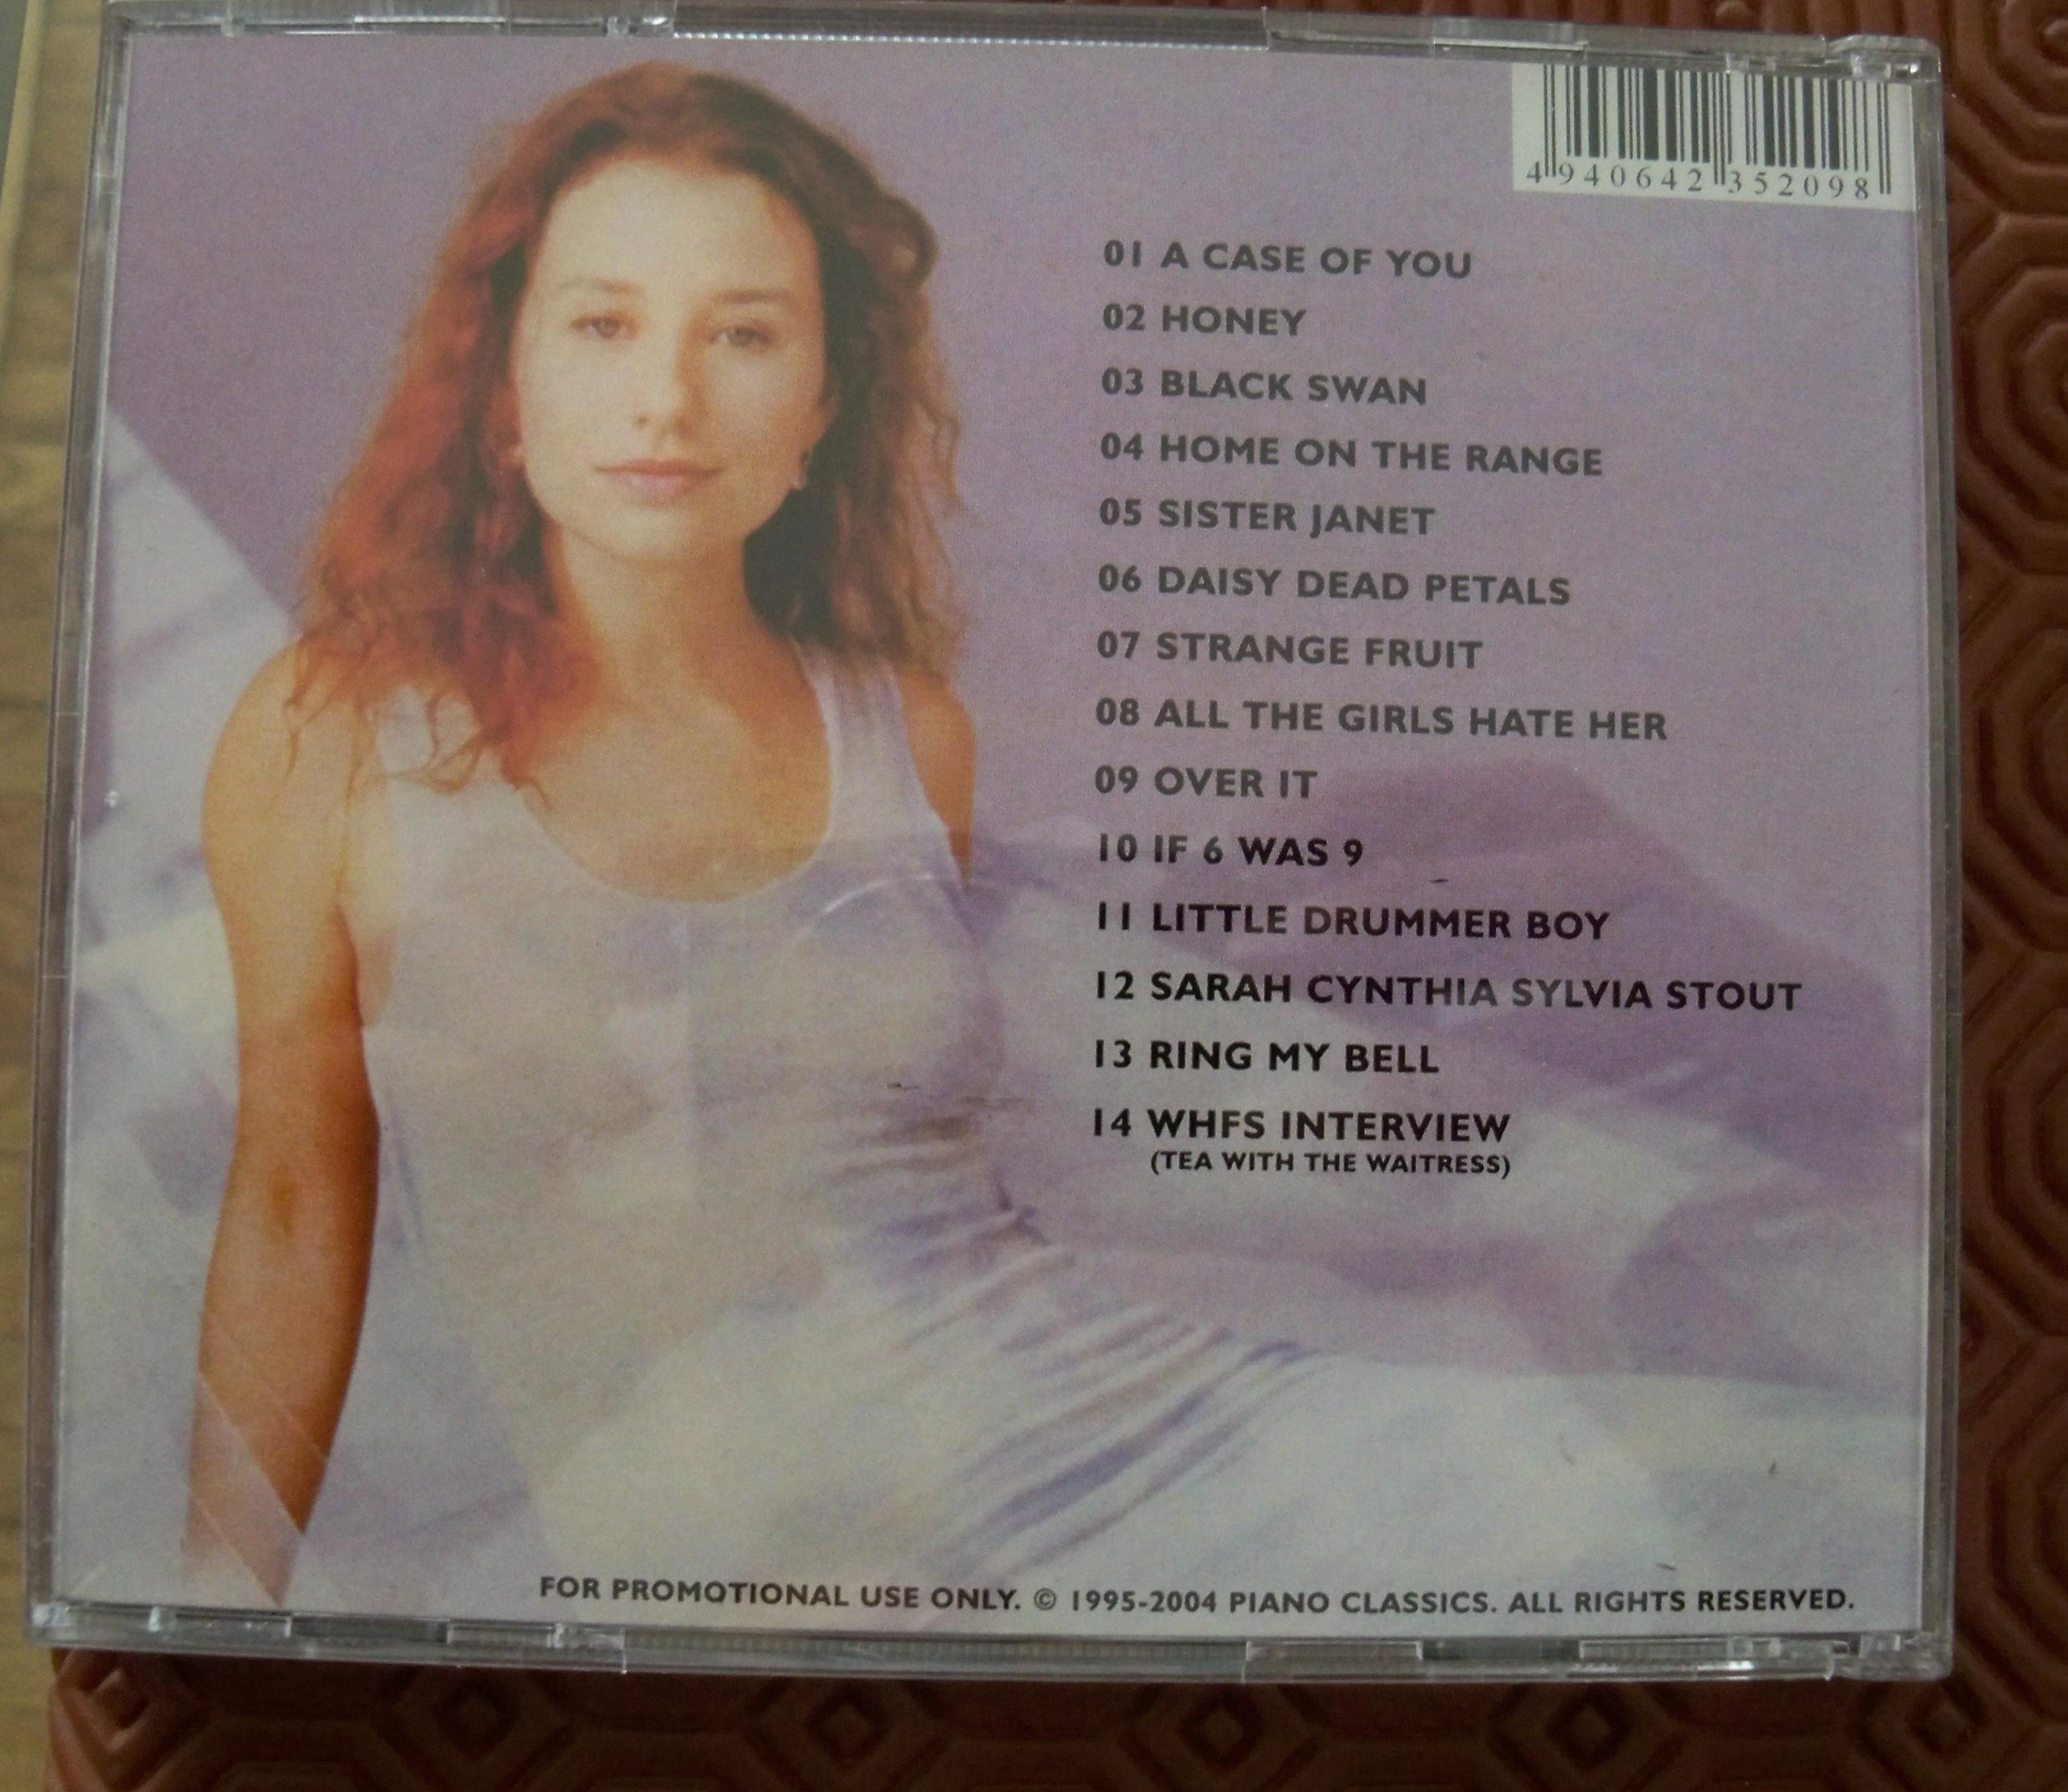 4 940642 352098
01 A CASE OF YOU
02 HONEY
03 BLACK SWAN
04 HOME ON THE RANGE
05 SISTER JANET
06 DAISY DEAD PETALS
07 STRANGE FRUIT
08 ALL THE GIRLS HATE HER
09 OVER IT
10 IF 6 WAS 9
11 LITTLE DRUMMER BOY
12 SARAH CYNTHIA SYLVIA STOUT
13 RING MY BELL
14 WHFS INTERVIEW
(TEA WITH THE WAITRESS)
FOR PROMOTIONAL USE ONLY. © 1995-2004 PIANO CLASSICS. ALL RIGHTS RESERVED.